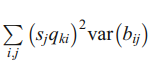 ∑_{i,j} (s_j q_{ki})² var(b_{ij})